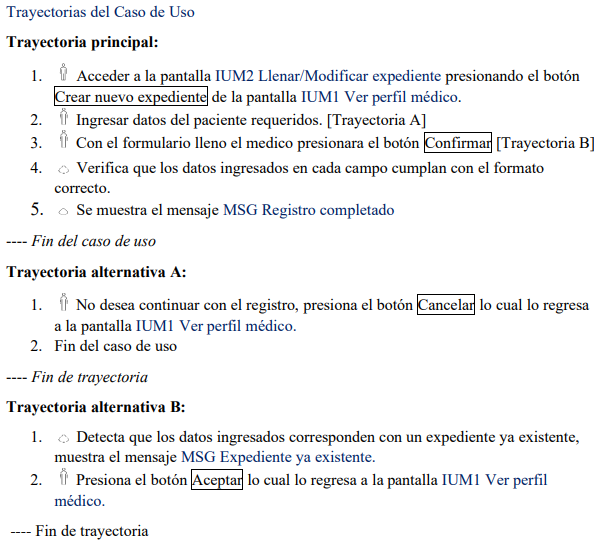 Trayectorias del Caso de Uso
Trayectoria principal:
1. Acceder a la pantalla IUM2 Llenar/Modificar expediente presionando el botón
Crear nuevo expediente de la pantalla IUM1 Ver perfil médico.
2. Ingresar datos del paciente requeridos. [Trayectoria A]
3. Con el formulario lleno el medico presionara el botón Confirmar [Trayectoria B]
4. Verifica que los datos ingresados en cada campo cumplan con el formato
correcto.
5. Se muestra el mensaje MSG Registro completado
---- Fin del caso de uso
Trayectoria alternativa A:
1. No desea continuar con el registro, presiona el botón Cancelar lo cual lo regresa
a la pantalla IUM1 Ver perfil médico.
2. Fin del caso de uso
---- Fin de trayectoria
Trayectoria alternativa B:
1. Detecta que los datos ingresados corresponden con un expediente ya existente,
muestra el mensaje MSG Expediente ya existente.
2. Presiona el botón Aceptar lo cual lo regresa a la pantalla IUM1 Ver perfil
médico.
---- Fin de trayectoria